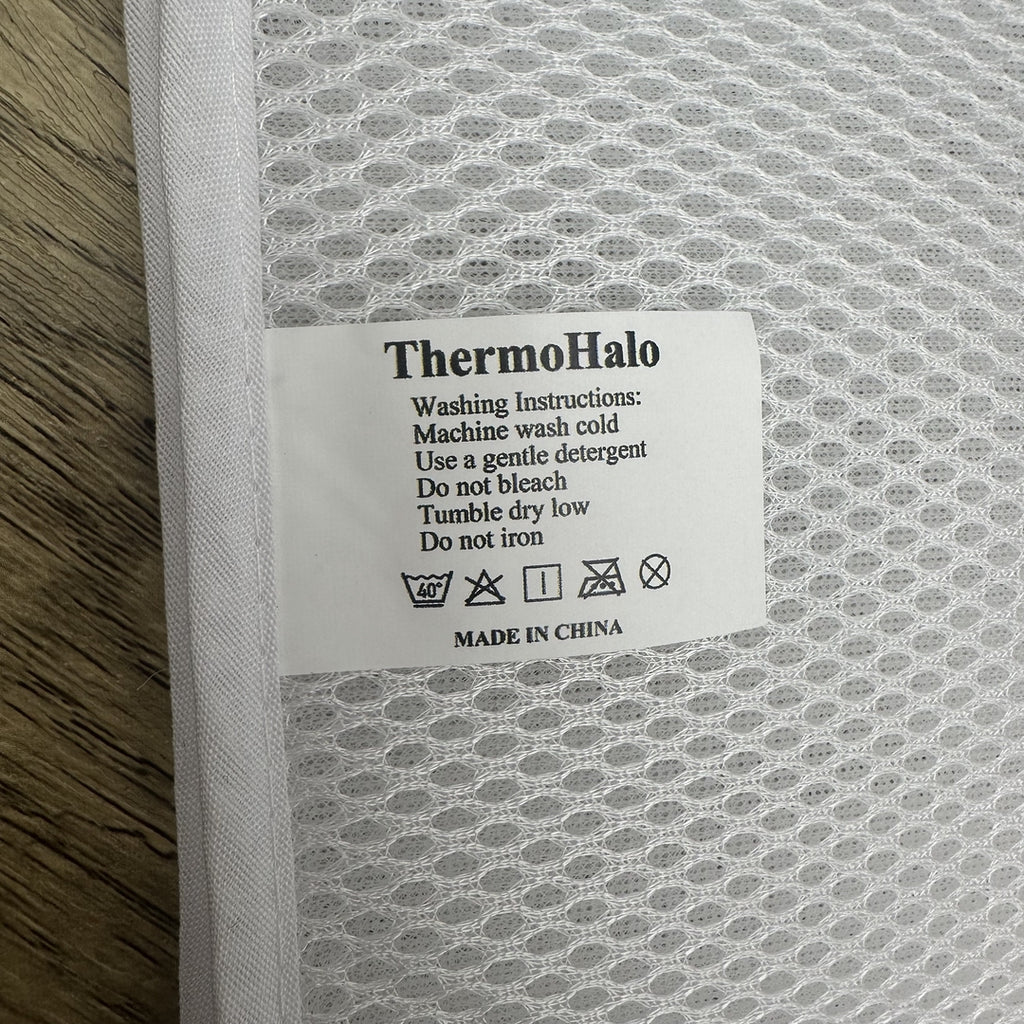 ThermoHalo
Washing Instructions:
Machine wash cold
Use a gentle detergent
Do not bleach
Tumble dry low
Do not iron
40°
MADE IN CHINA